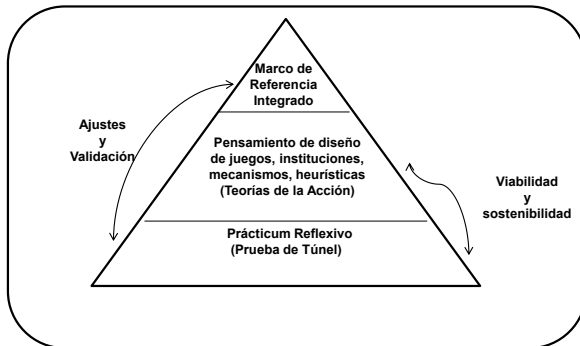 Marco de
Referencia
Integrado
Ajustes
y
Validación
Pensamiento de diseño
de juegos, instituciones,
mecanismos, heurísticas
(Teorías de la Acción)
Viabilidad
y
sostenibilidad
Prácticum Reflexivo
(Prueba de Túnel)